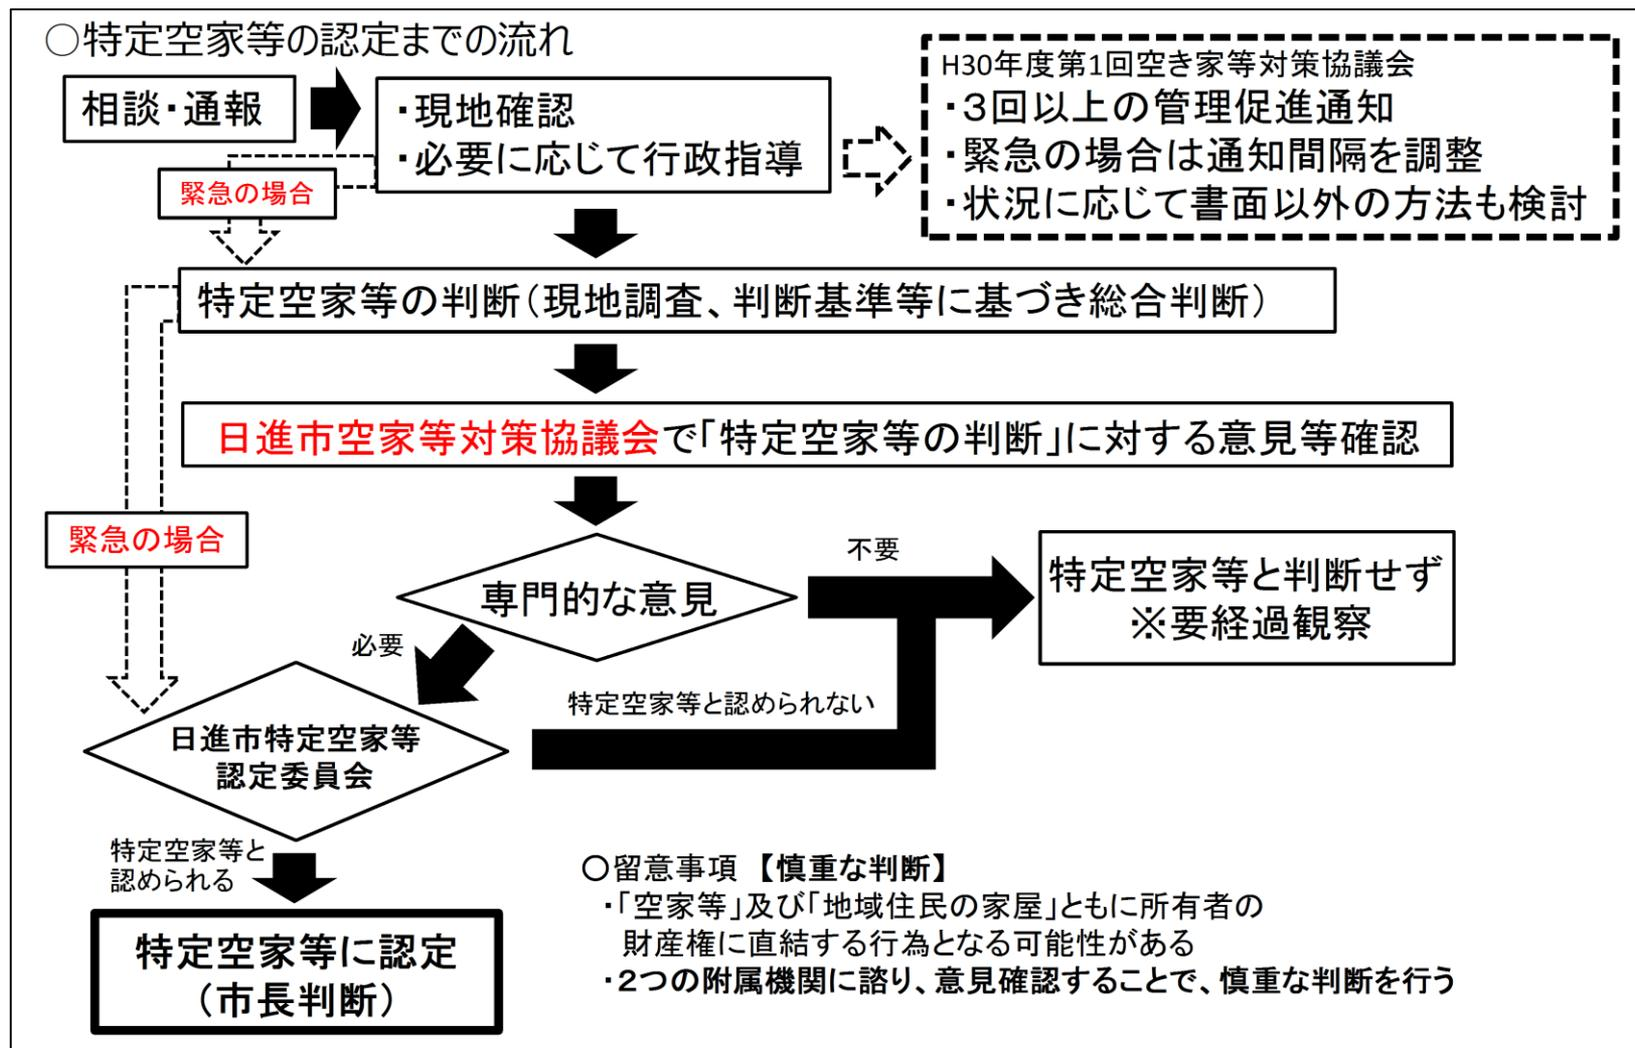 ○特定空家等の認定までの流れ
相談・通報
・現地確認
・必要に応じて行政指導
H30年度第1回空き家等対策協議会
・３回以上の管理促進通知
・緊急の場合は通知間隔を調整
・状況に応じて書面以外の方法も検討
緊急の場合
特定空家等の判断（現地調査、判断基準等に基づき総合判断）
日進市空家等対策協議会で「特定空家等の判断」に対する意見等確認
緊急の場合
専門的な意見
不要
特定空家等と判断せず
※要経過観察
必要
特定空家等と認められない
日進市特定空家等
認定委員会
特定空家等と
認められる
特定空家等に認定
（市長判断）
○留意事項 【慎重な判断】
・「空家等」及び「地域住民の家屋」ともに所有者の
財産権に直結する行為となる可能性がある
・２つの附属機関に諮り、意見確認することで、慎重な判断を行う